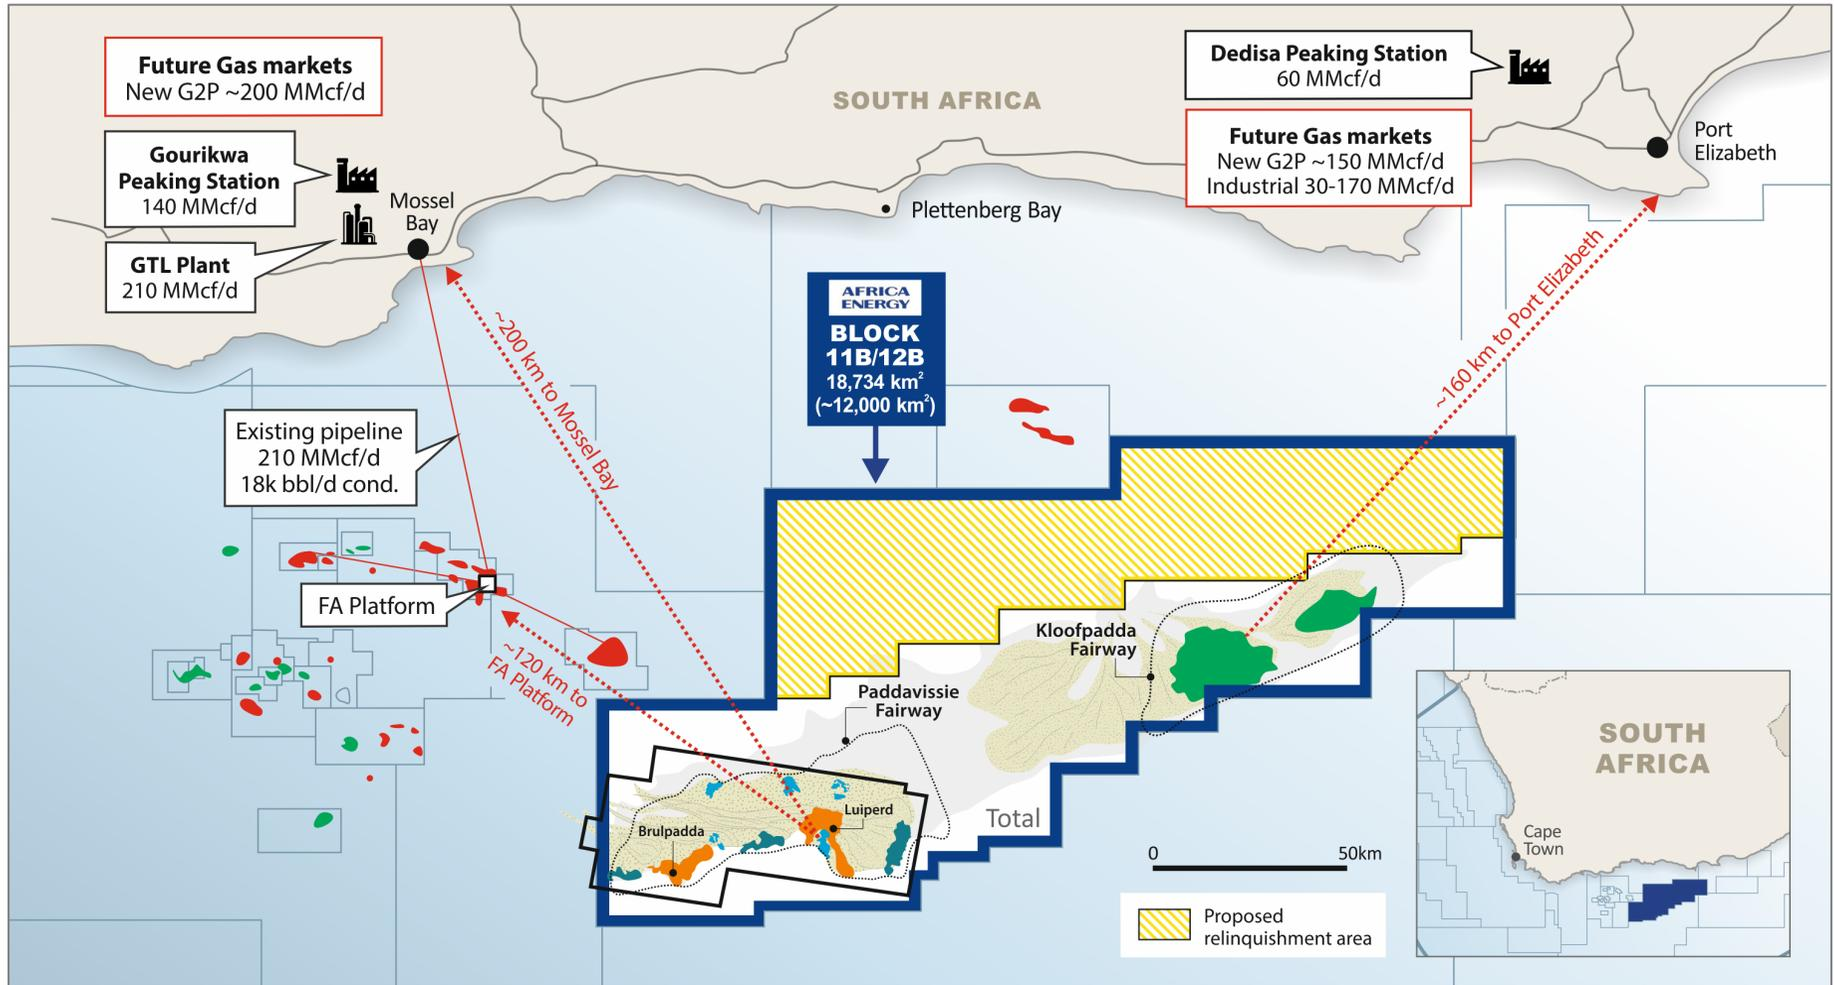 Future Gas markets
New G2P ~200 MMcf/d
Gourikwa
Peaking Station
140 MMcf/d
GTL Plant
210 MMcf/d
Mossel
Bay
SOUTH AFRICA
Plettenberg Bay
Dedisa Peaking Station
60 MMcf/d
Future Gas markets
New G2P ~150 MMcf/d
Industrial 30-170 MMcf/d
Port
Elizabeth
AFRICA
ENERGY
BLOCK
11B/12B
18,734 km²
(~12,000 km²)
~200 km to Mossel Bay
~160 km to Port Elizabeth
Existing pipeline
210 MMcf/d
18k bbl/d cond.
FA Platform
~120 km to
FA Platform
Kloofpadda
Fairway
Paddavissie
Fairway
Luiperd
Brulpadda
Total
0 50km
Proposed
relinquishment area
SOUTH
AFRICA
Cape
Town